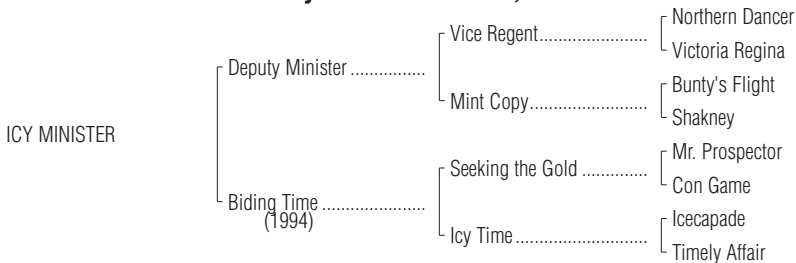 Northern Dancer
Vice Regent.......................
Victoria Regina
Deputy Minister ................
Bunty's Flight
Mint Copy.........................
Shakney
ICY MINISTER
Mr. Prospector
Seeking the Gold ..............
Con Game
Biding Time ......................
(1994)
Icecapade
Icy Time............................
Timely Affair